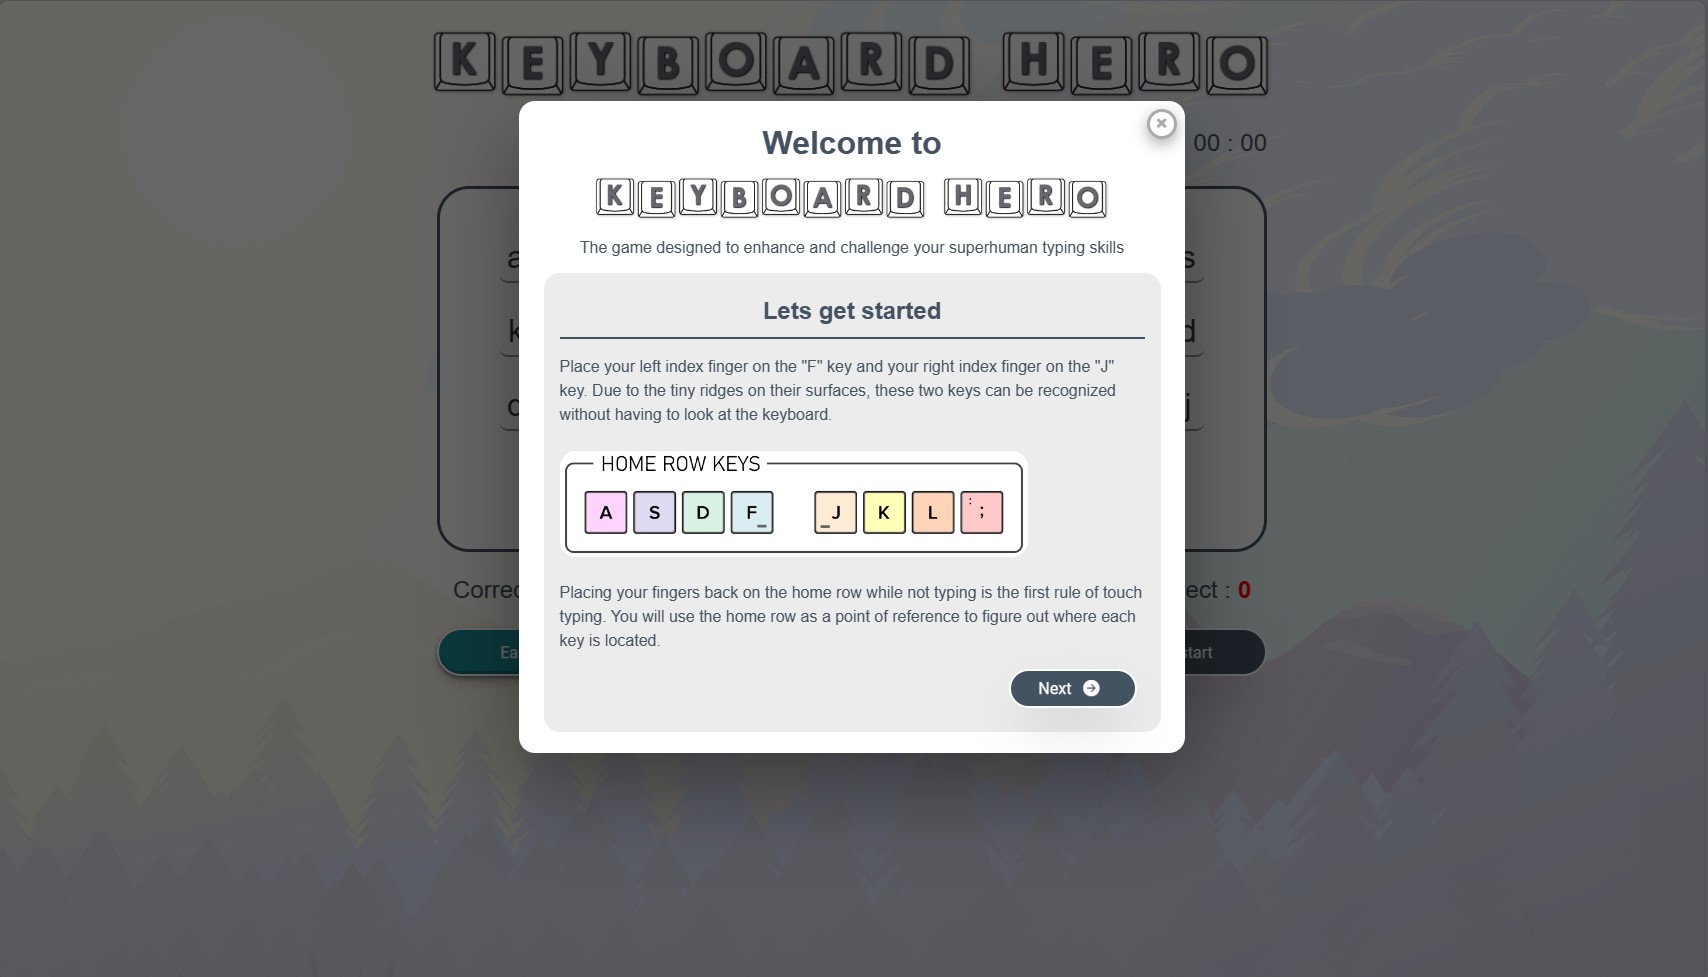 KEYBOARD HERO
00 : 00
Welcome to
KEYBOARD HERO
The game designed to enhance and challenge your superhuman typing skills
Lets get started
Place your left index finger on the "F" key and your right index finger on the "J"
key. Due to the tiny ridges on their surfaces, these two keys can be recognized
without having to look at the keyboard.
HOME ROW KEYS
A S D F_ _J K L : ;
Placing your fingers back on the home row while not typing is the first rule of touch
typing. You will use the home row as a point of reference to figure out where each
key is located.
Next
: 0